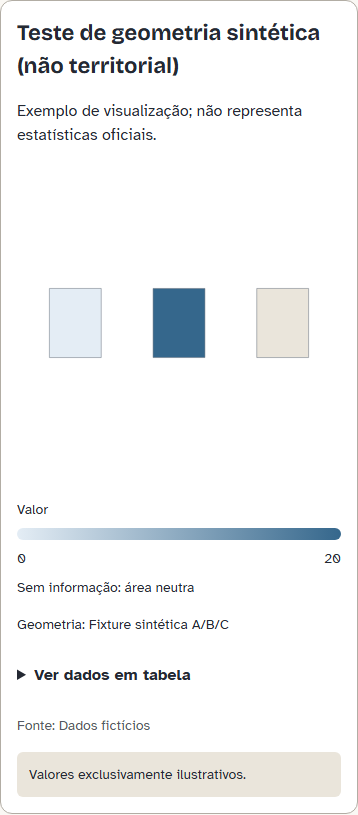 Teste de geometria sintética
(não territorial)
Exemplo de visualização; não representa
estatísticas oficiais.
Valor
0 20
Sem informação: área neutra
Geometria: Fixture sintética A/B/C
▶ Ver dados em tabela
Fonte: Dados fictícios
Valores exclusivamente ilustrativos.